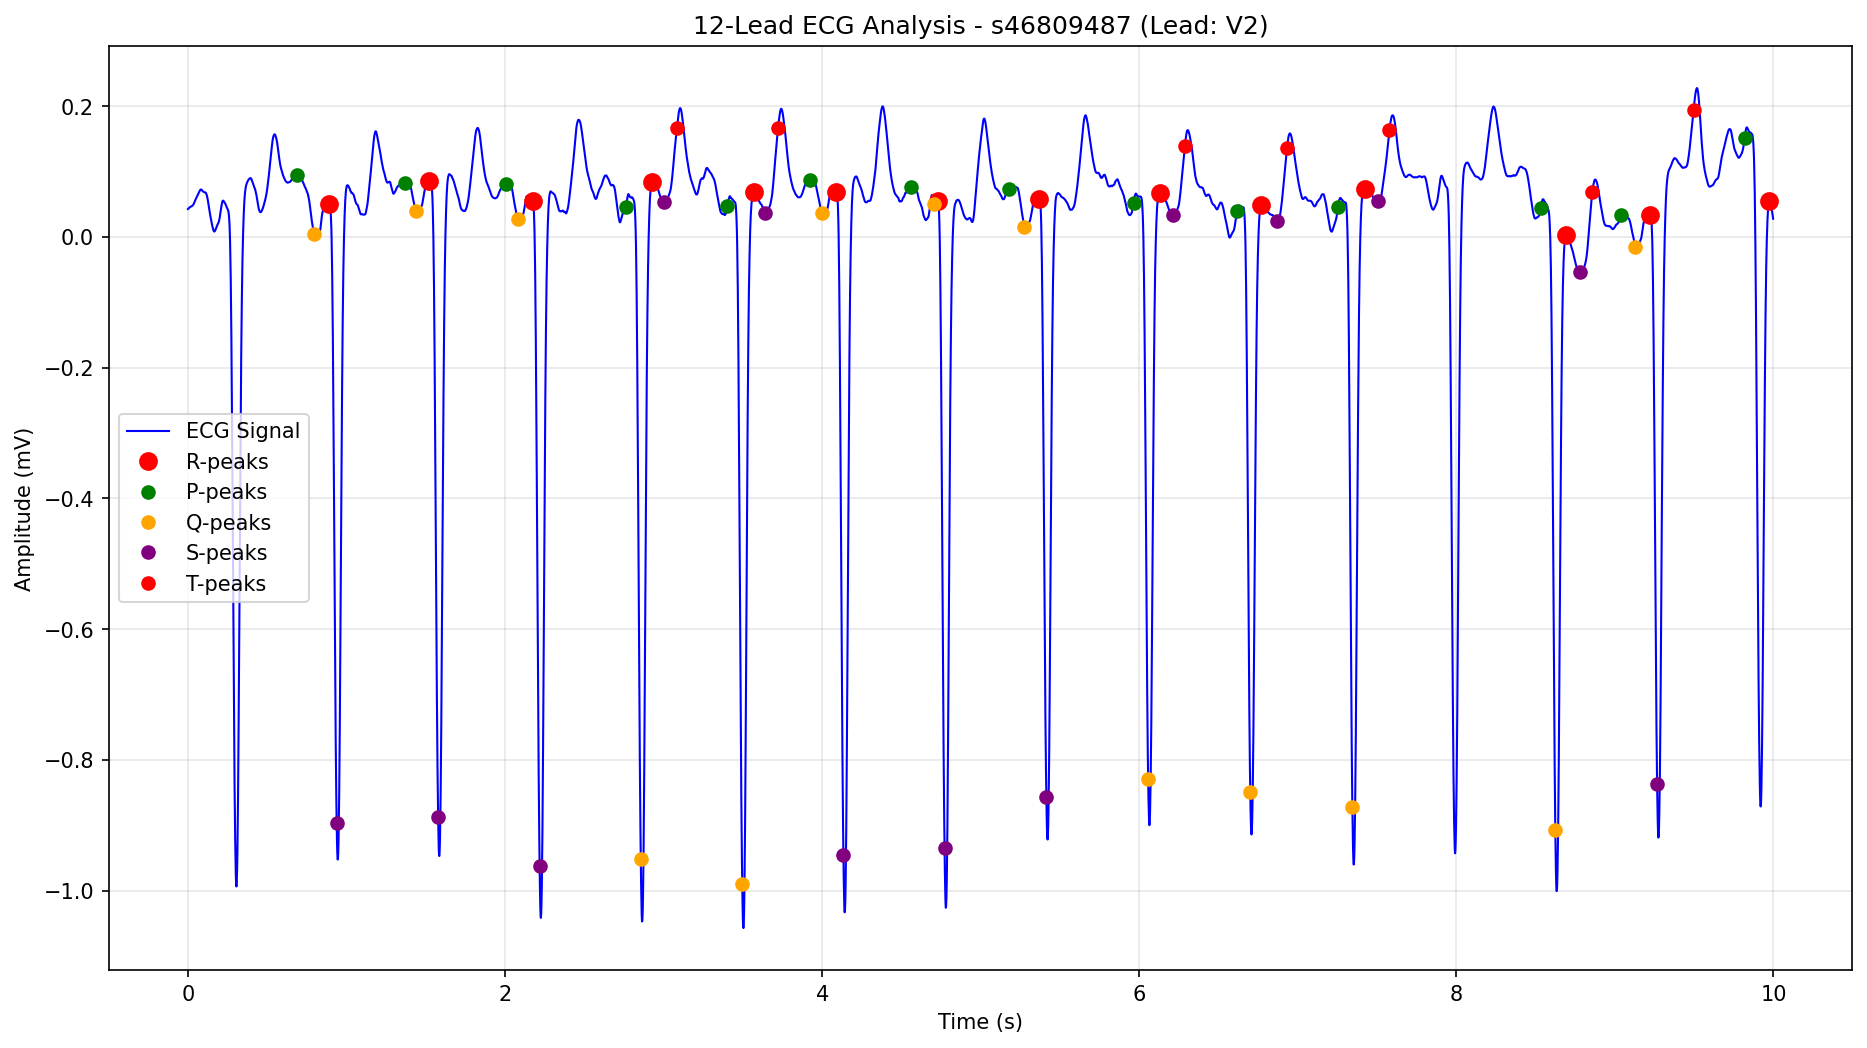 12-Lead ECG Analysis - s46809487 (Lead: V2)
Amplitude (mV)
0.2
0.0
−0.2
−0.4
−0.6
−0.8
−1.0
ECG Signal
R-peaks
P-peaks
Q-peaks
S-peaks
T-peaks
0 2 4 6 8 10
Time (s)